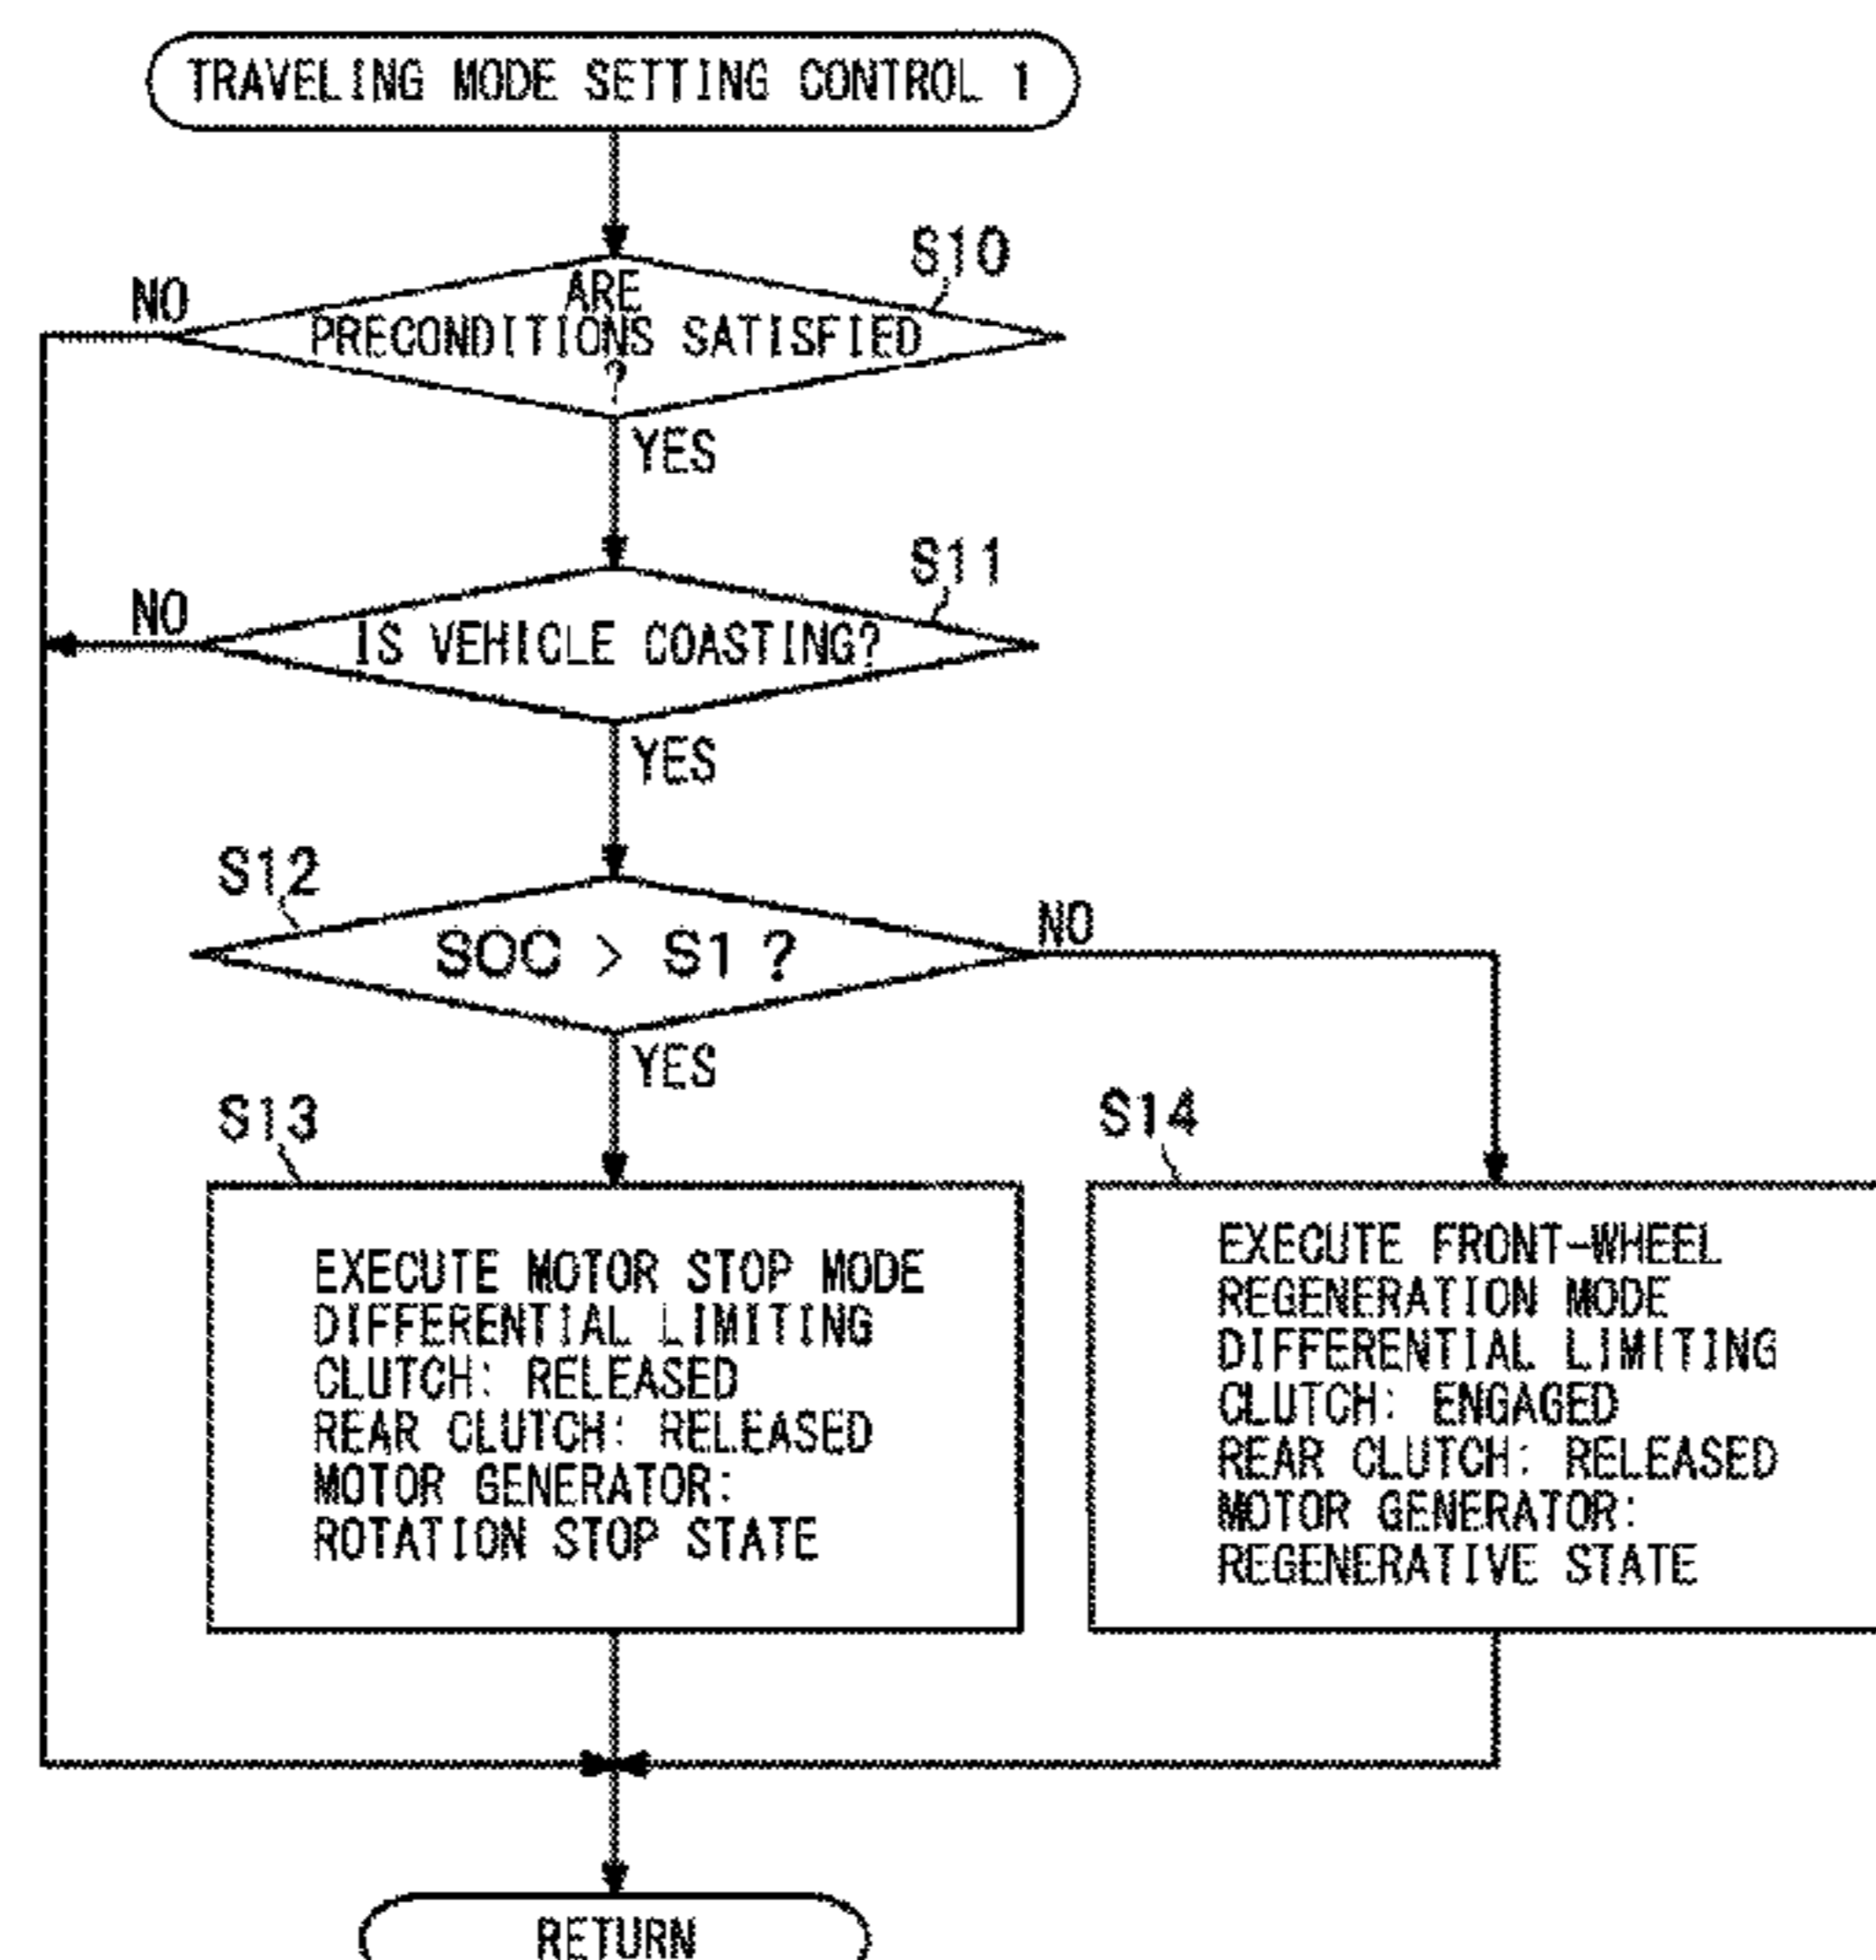 TRAVELING MODE SETTING CONTROL 1
S10
NO
ARE
PRECONDITIONS SATISFIED
?
YES
S11
NO
IS VEHICLE COASTING?
YES
S12
SOC > S1 ?
NO
YES
S13
EXECUTE MOTOR STOP MODE
DIFFERENTIAL LIMITING
CLUTCH: RELEASED
REAR CLUTCH: RELEASED
MOTOR GENERATOR:
ROTATION STOP STATE
S14
EXECUTE FRONT-WHEEL
REGENERATION MODE
DIFFERENTIAL LIMITING
CLUTCH: ENGAGED
REAR CLUTCH: RELEASED
MOTOR GENERATOR:
REGENERATIVE STATE
RETURN